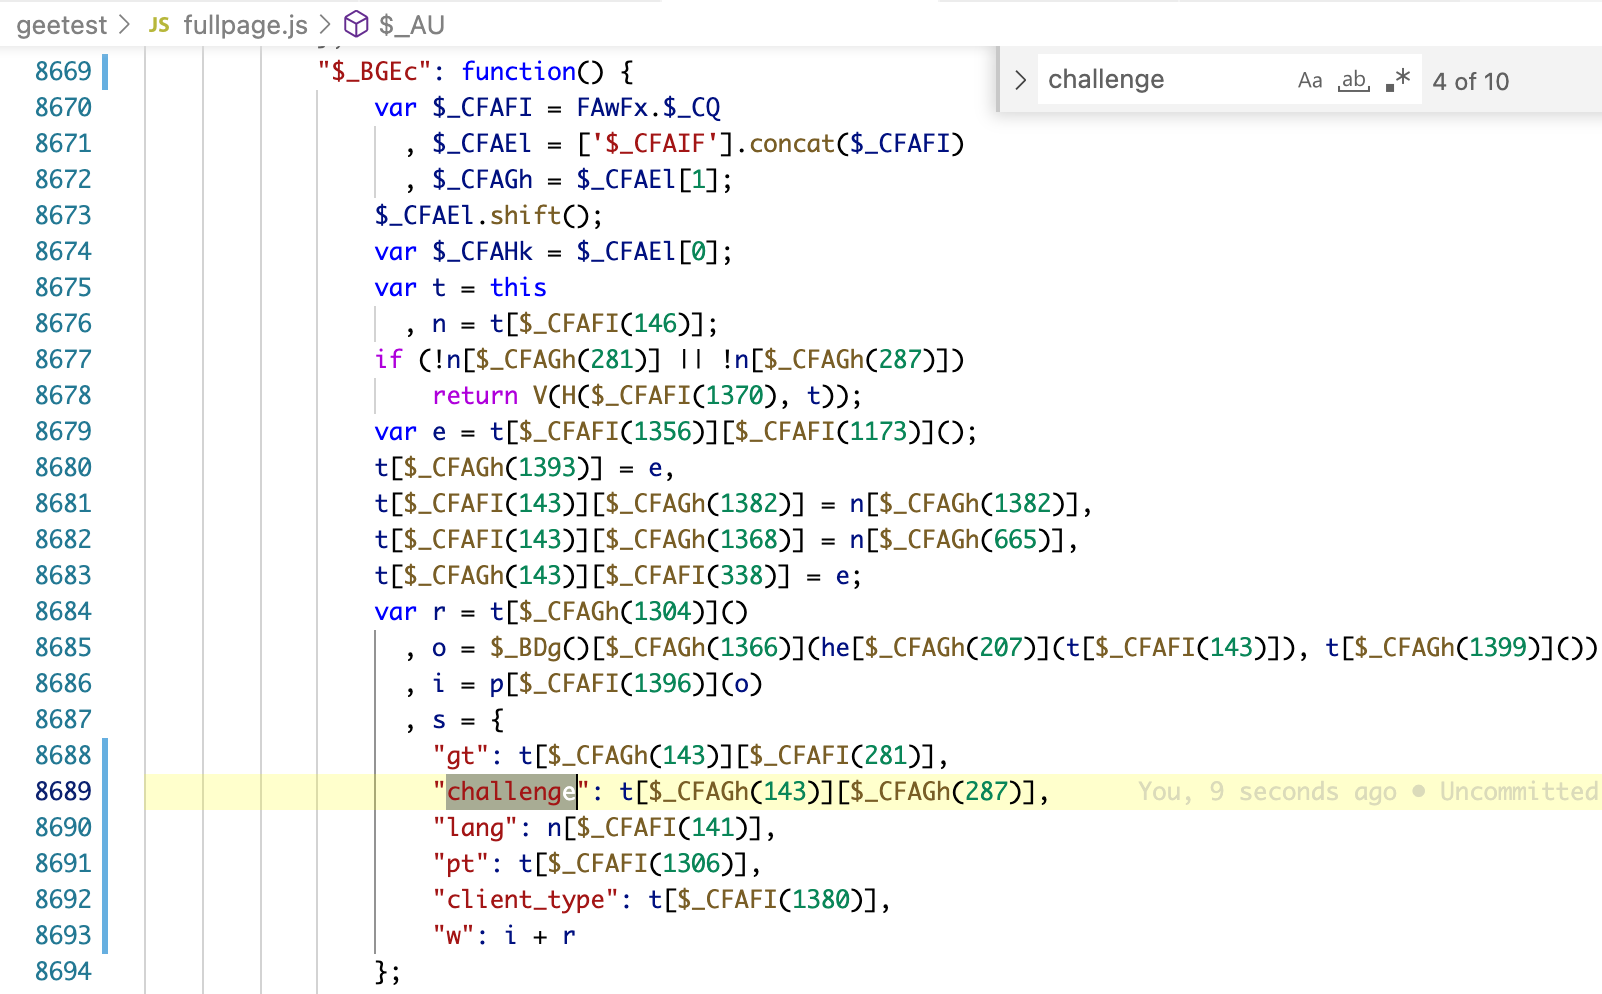 geetest > JS fullpage.js > $_AU
challenge Aa ab, .* 4 of 10
8669 "$_BGEc": function() {
8670 var $_CFAFI = FAwFx.$_CQ
8671 , $_CFAEl = ['$_CFAIF'].concat($_CFAFI)
8672 , $_CFAGh = $_CFAEl[1];
8673 $_CFAEl.shift();
8674 var $_CFAHk = $_CFAEl[0];
8675 var t = this
8676 , n = t[$_CFAFI(146)];
8677 if (!n[$_CFAGh(281)] || !n[$_CFAGh(287)])
8678 return V(H($_CFAFI(1370), t));
8679 var e = t[$_CFAFI(1356)][$_CFAFI(1173)]();
8680 t[$_CFAGh(1393)] = e,
8681 t[$_CFAFI(143)][$_CFAGh(1382)] = n[$_CFAGh(1382)],
8682 t[$_CFAFI(143)][$_CFAGh(1368)] = n[$_CFAGh(665)],
8683 t[$_CFAGh(143)][$_CFAFI(338)] = e;
8684 var r = t[$_CFAGh(1304)]()
8685 , o = $_BDg()[$_CFAGh(1366)](he[$_CFAGh(207)](t[$_CFAFI(143)]), t[$_CFAGh(1399)]())
8686 , i = p[$_CFAFI(1396)](o)
8687 , s = {
8688 "gt": t[$_CFAGh(143)][$_CFAFI(281)],
8689 "challenge": t[$_CFAGh(143)][$_CFAGh(287)], You, 9 seconds ago • Uncommitted
8690 "lang": n[$_CFAFI(141)],
8691 "pt": t[$_CFAFI(1306)],
8692 "client_type": t[$_CFAFI(1380)],
8693 "w": i + r
8694 };